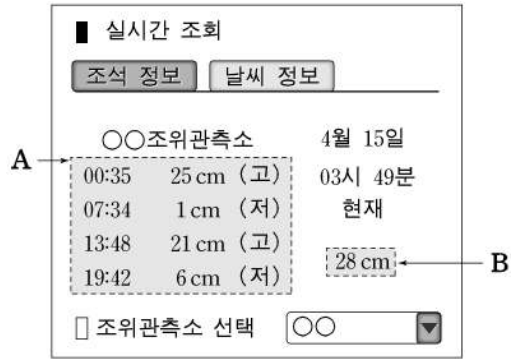 ■ 실시간 조회
조석 정보 날씨 정보
○○조위관측소
4월 15일
03시 49분
현재
A
00:35 25 cm (고)
07:34 1 cm (저)
13:48 21 cm (고)
19:42 6 cm (저)
28 cm
B
조위관측소 선택 ○○ ▼